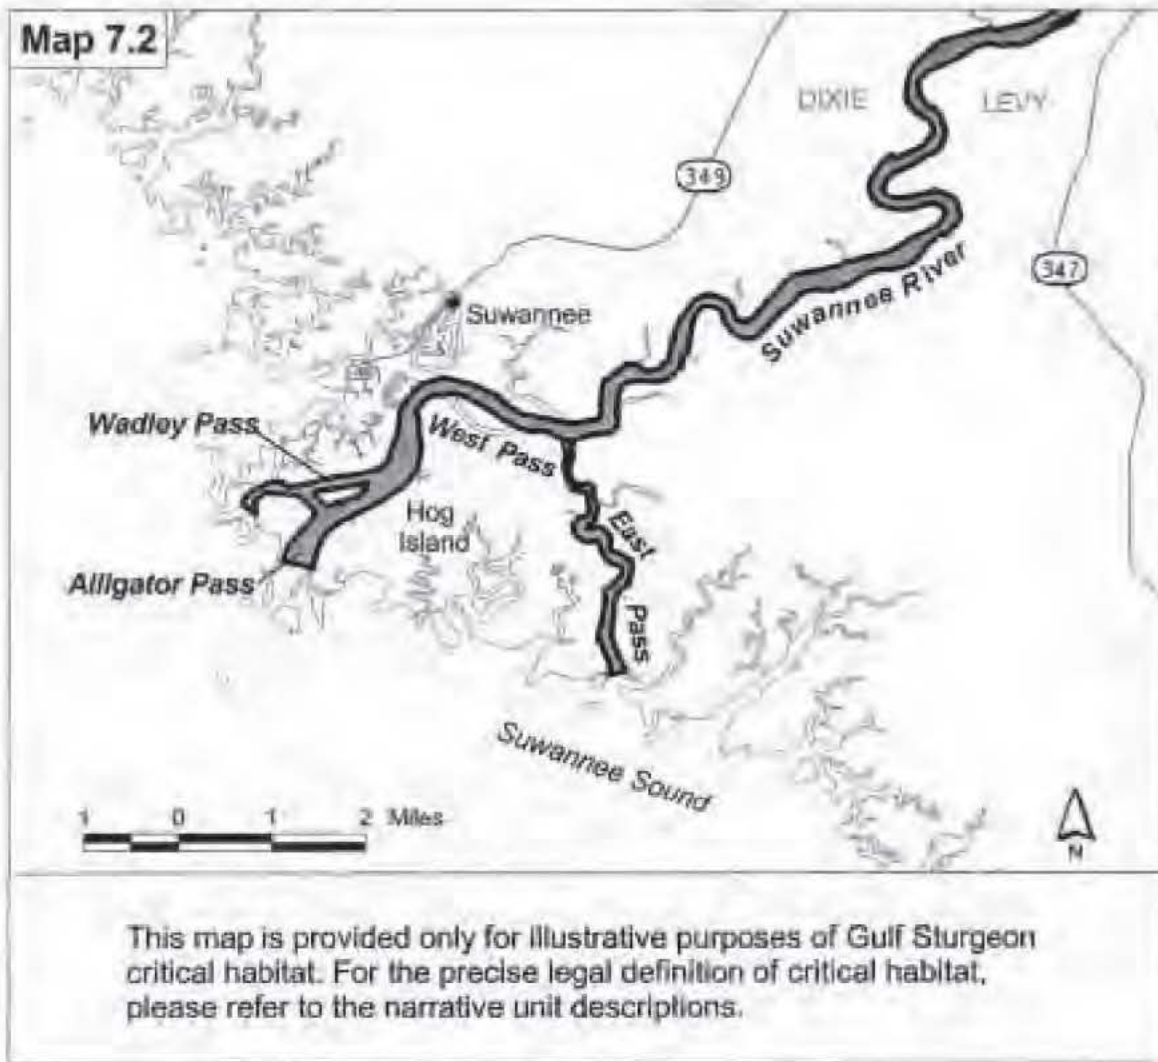 Map 7.2
DIXIE
LEVY
349
347
Suwannee River
Suwannee
Wadley Pass
West Pass
Hog
Island
East
Pass
Alligator Pass
Suwannee Sound
1 0 1 2 Miles
N
This map is provided only for illustrative purposes of Gulf Sturgeon
critical habitat. For the precise legal definition of critical habitat,
please refer to the narrative unit descriptions.